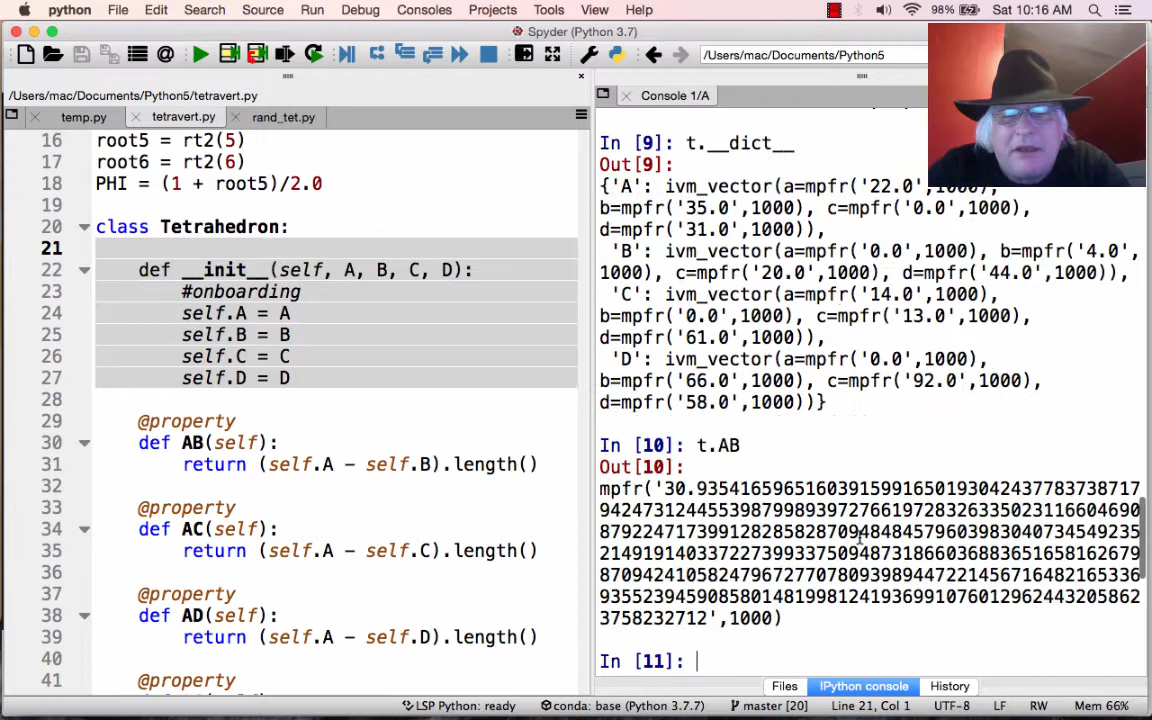 python File Edit Search Source Run Debug Consoles Projects Tools View Help 98% Sat 10:16 AM
Spyder (Python 3.7)
/Users/mac/Documents/Python5
/Users/mac/Documents/Python5/tetravert.py
temp.py tetravert.py rand_tet.py
16 root5 = rt2(5)
17 root6 = rt2(6)
18 PHI = (1 + root5)/2.0
19
20 class Tetrahedron:
21
22 def __init__(self, A, B, C, D):
23 #onboarding
24 self.A = A
25 self.B = B
26 self.C = C
27 self.D = D
28
29 @property
30 def AB(self):
31 return (self.A - self.B).length()
32
33 @property
34 def AC(self):
35 return (self.A - self.C).length()
36
37 @property
38 def AD(self):
39 return (self.A - self.D).length()
40
41 @property
Console 1/A
In [9]: t.__dict__
Out[9]:
{'A': ivm_vector(a=mpfr('22.0',1000),
b=mpfr('35.0',1000), c=mpfr('0.0',1000),
d=mpfr('31.0',1000)),
'B': ivm_vector(a=mpfr('0.0',1000), b=mpfr('4.0',
1000), c=mpfr('20.0',1000), d=mpfr('44.0',1000)),
'C': ivm_vector(a=mpfr('14.0',1000),
b=mpfr('0.0',1000), c=mpfr('13.0',1000),
d=mpfr('61.0',1000)),
'D': ivm_vector(a=mpfr('0.0',1000),
b=mpfr('66.0',1000), c=mpfr('92.0',1000),
d=mpfr('58.0',1000))}
In [10]: t.AB
Out[10]:
mpfr('30.93541659651603915991650193042437783738717
94247312445539879989397276619728326335023116604690
87922471739912828582870948484579603983040734549235
21491914033722739933750948731866036883651658162679
87094241058247967277078093989447221456716482165336
93552394590858014819981241936991076012962443205862
3758232712',1000)
In [11]:
Files IPython console History
LSP Python: ready conda: base (Python 3.7.7) master [20] Line 21, Col 1 UTF-8 LF RW Mem 66%